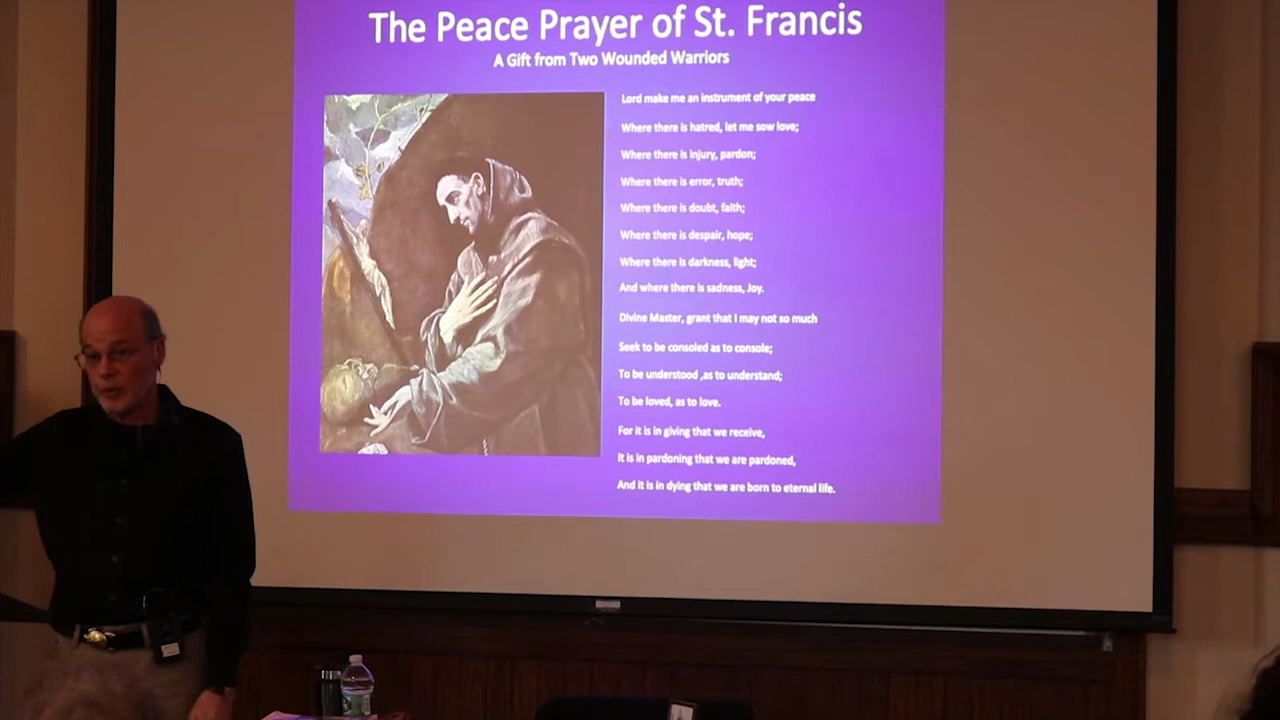 The Peace Prayer of St. Francis
A Gift from Two Wounded Warriors
Lord make me an instrument of your peace
Where there is hatred, let me sow love;
Where there is injury, pardon;
Where there is error, truth;
Where there is doubt, faith;
Where there is despair, hope;
Where there is darkness, light;
And where there is sadness, Joy.
Divine Master, grant that I may not so much
Seek to be consoled as to console;
To be understood ,as to understand;
To be loved, as to love.
For it is in giving that we receive,
It is in pardoning that we are pardoned,
And it is in dying that we are born to eternal life.